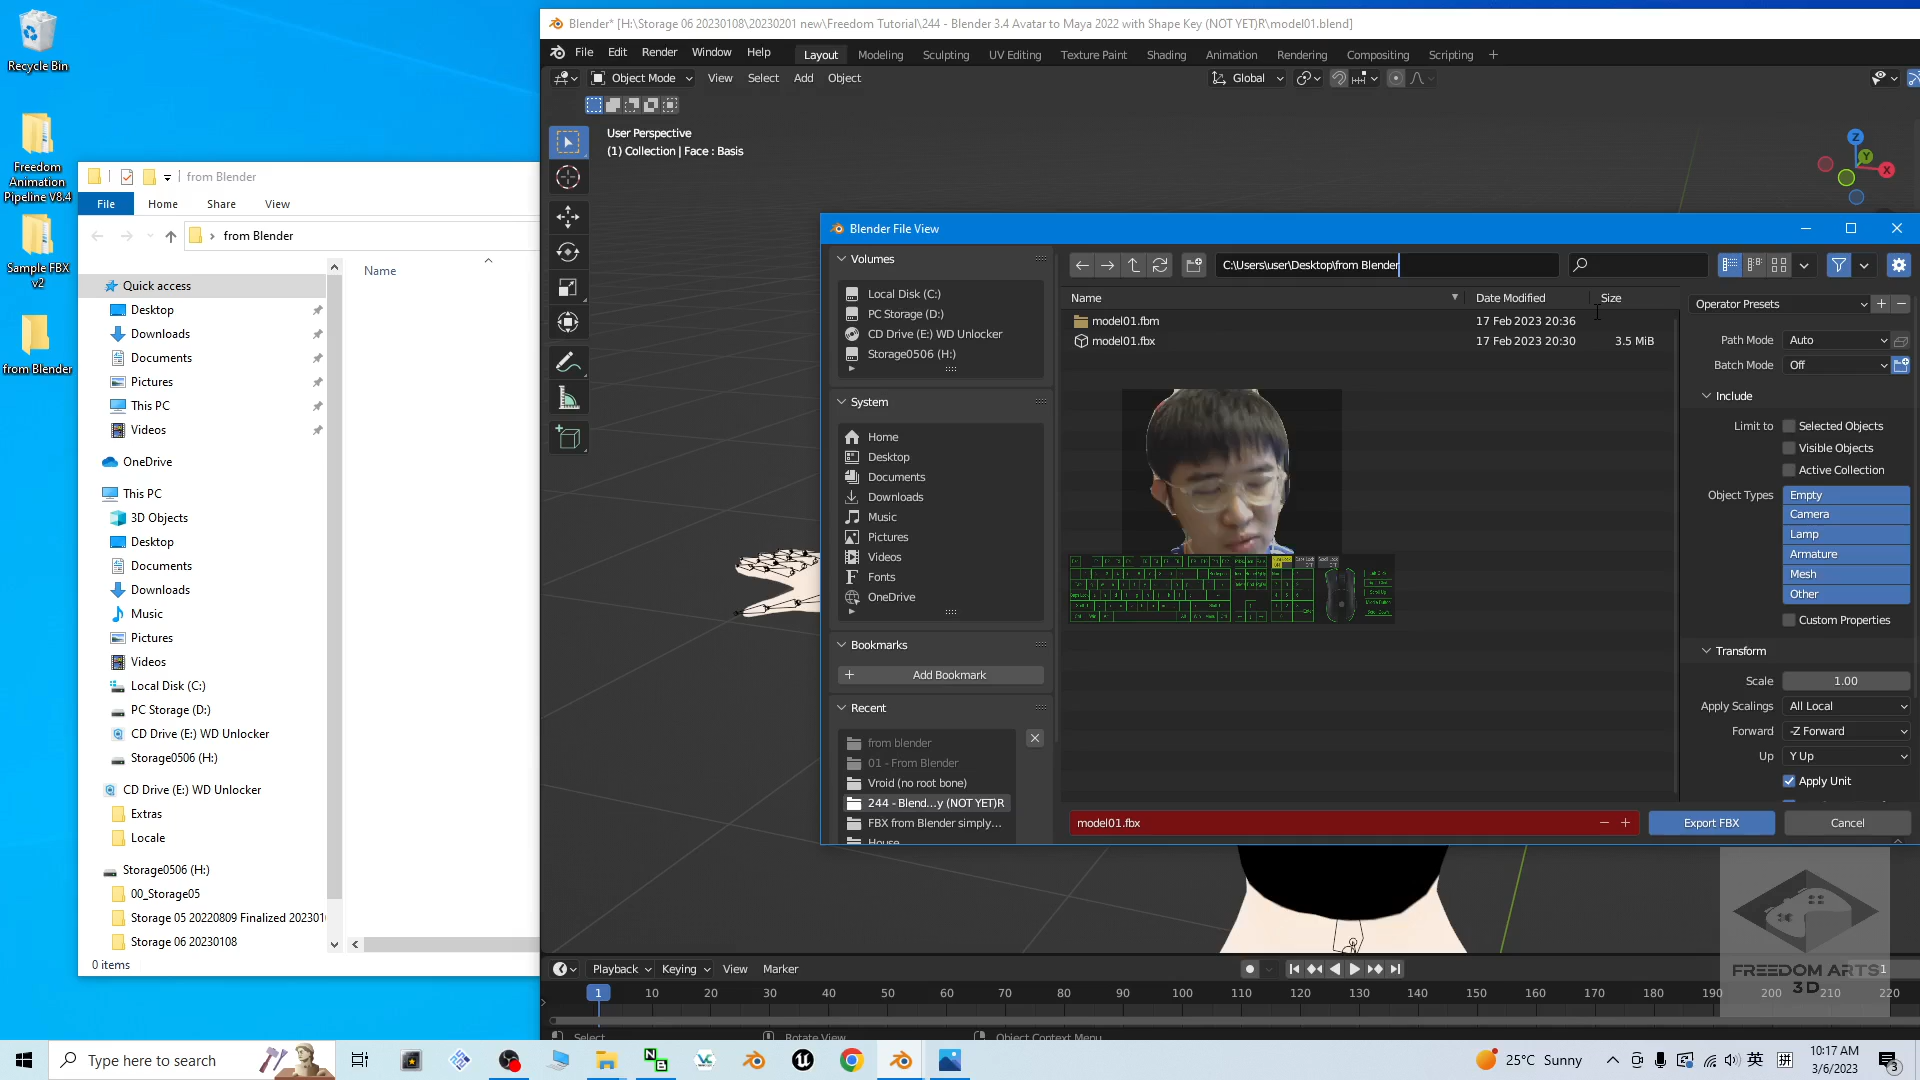 Recycle Bin
Freedom
Animation
Pipeline V8.4
Sample FBX
v2
from Blender
from Blender
File
Home
Share
View
from Blender
Name
Quick access
Desktop
Downloads
Documents
Pictures
This PC
Videos
OneDrive
This PC
3D Objects
Desktop
Downloads
Documents
Music
Pictures
Videos
Local Disk (C:)
PC Storage (D:)
CD Drive (E:) WD Unlocker
Storage0506 (H:)
CD Drive (E:) WD Unlocker
Extras
Locale
Storage0506 (H:)
00_Storage05
Storage 05 20220809 Finalized 202301
Storage 06 20230108
0 items
Blender* [H:\Storage 06 20230108\20230201 new\Freedom Tutorial\244 - Blender 3.4 Avatar to Maya 2022 with Shape Key (NOT YET)R\model01.blend]
File Edit Render Window Help Layout Modeling Sculpting UV Editing Texture Paint Shading Animation Rendering Compositing Scripting +
Object Mode View Select Add Object Global
User Perspective
(1) Collection | Face : Basis
Z
Y
X
Blender File View
Volumes
Local Disk (C:)
PC Storage (D:)
CD Drive (E:) WD Unlocker
Storage0506 (H:)
System
Home
Desktop
Documents
Downloads
Music
Pictures
Videos
Fonts
OneDrive
Bookmarks
Add Bookmark
Recent
from blender
01 - From Blender
Vroid (no root bone)
244 - Blend...y (NOT YET)R
FBX from Blender simply...
House
C:\Users\user\Desktop\from Blender
Name Date Modified Size
model01.fbm 17 Feb 2023 20:36
model01.fbx 17 Feb 2023 20:30 3.5 MiB
model01.fbx
Operator Presets
Path Mode Auto
Batch Mode Off
Include
Limit to Selected Objects
Visible Objects
Active Collection
Object Types Empty
Camera
Lamp
Armature
Mesh
Other
Custom Properties
Transform
Scale 1.00
Apply Scalings All Local
Forward -Z Forward
Up Y Up
Apply Unit
Export FBX
Cancel
FREEDOM ARTS
3D
Playback Keying View Marker
1
1 10 20 30 40 50 60 70 80 90 100 110 120 130 140 150 160 170 180 190 200 210 220
Select Rotate View Object Context Menu
Type here to search
25°C Sunny
英
拼
10:17 AM
3/6/2023
3